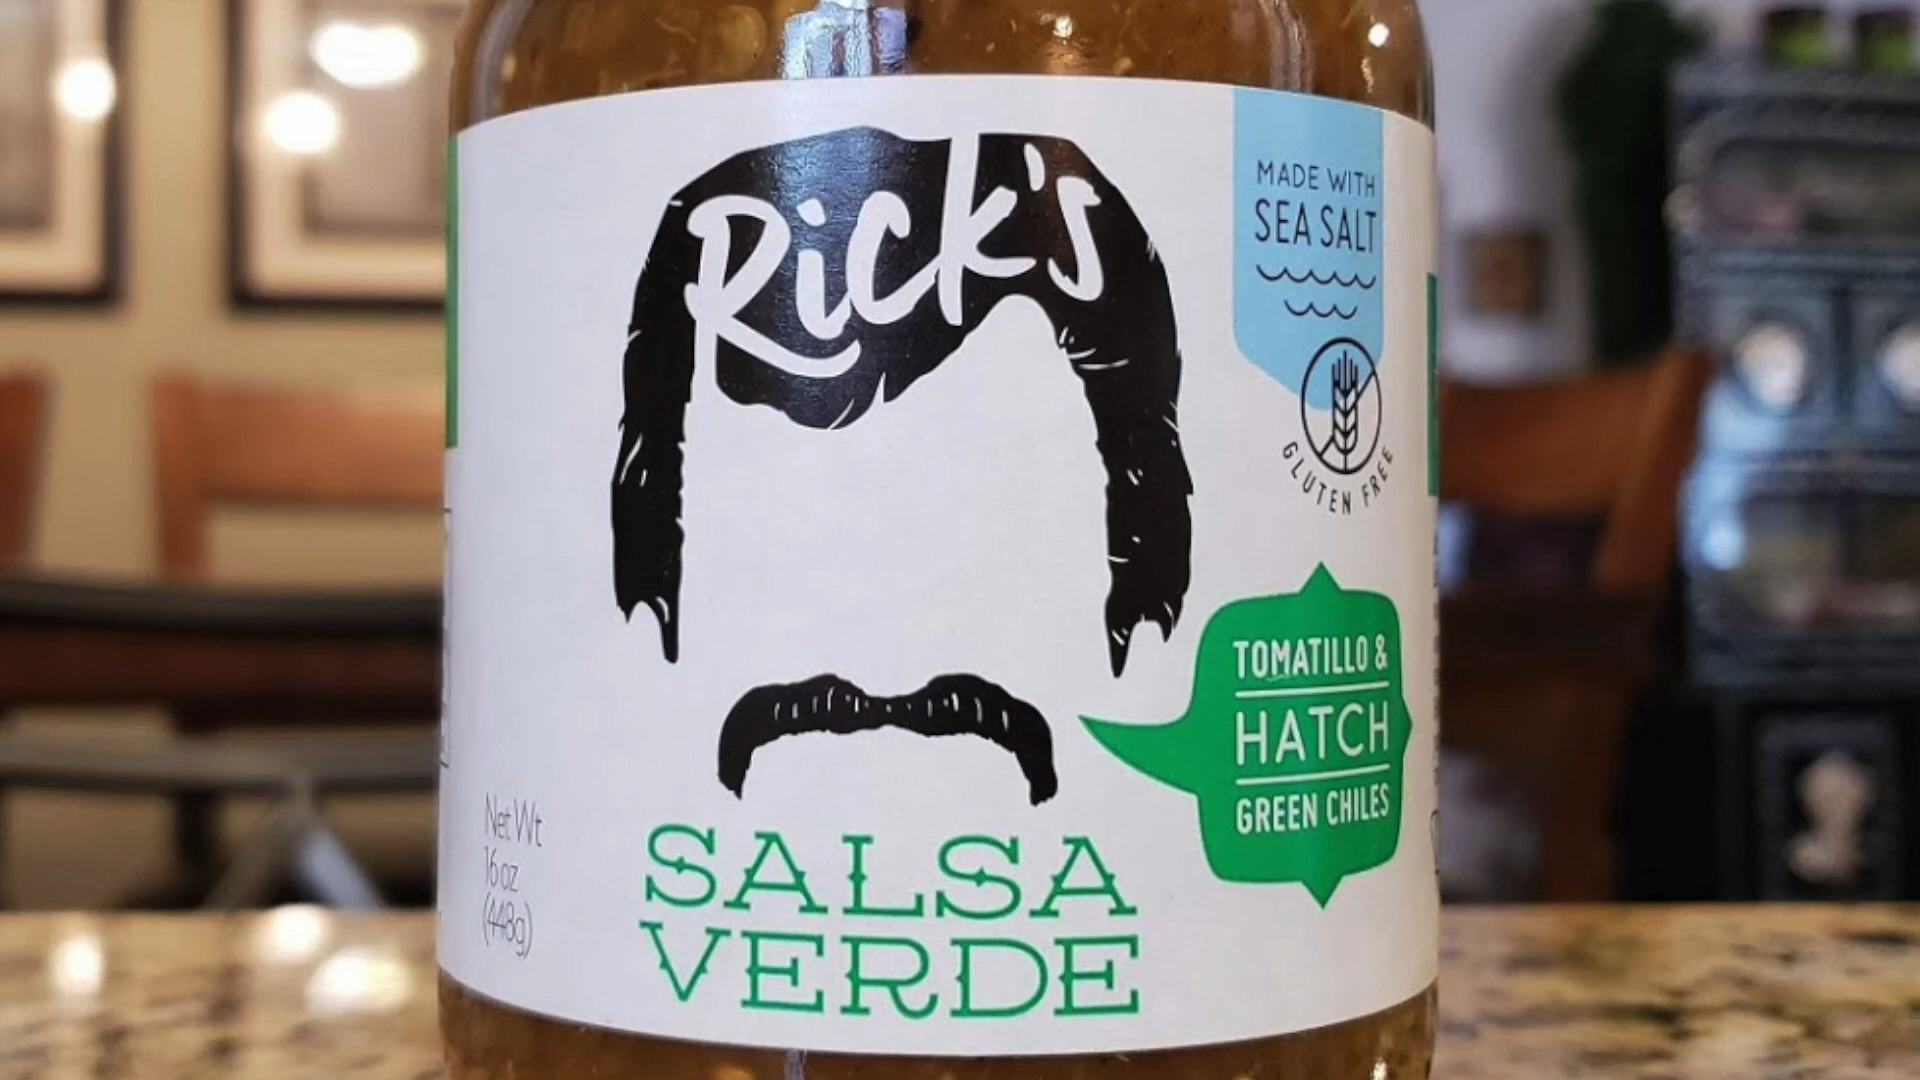 Rick's
MADE WITH
SEA SALT
GLUTEN FREE
TOMATILLO &
HATCH
GREEN CHILES
Net Wt
16 oz
(448g)
SALSA
VERDE